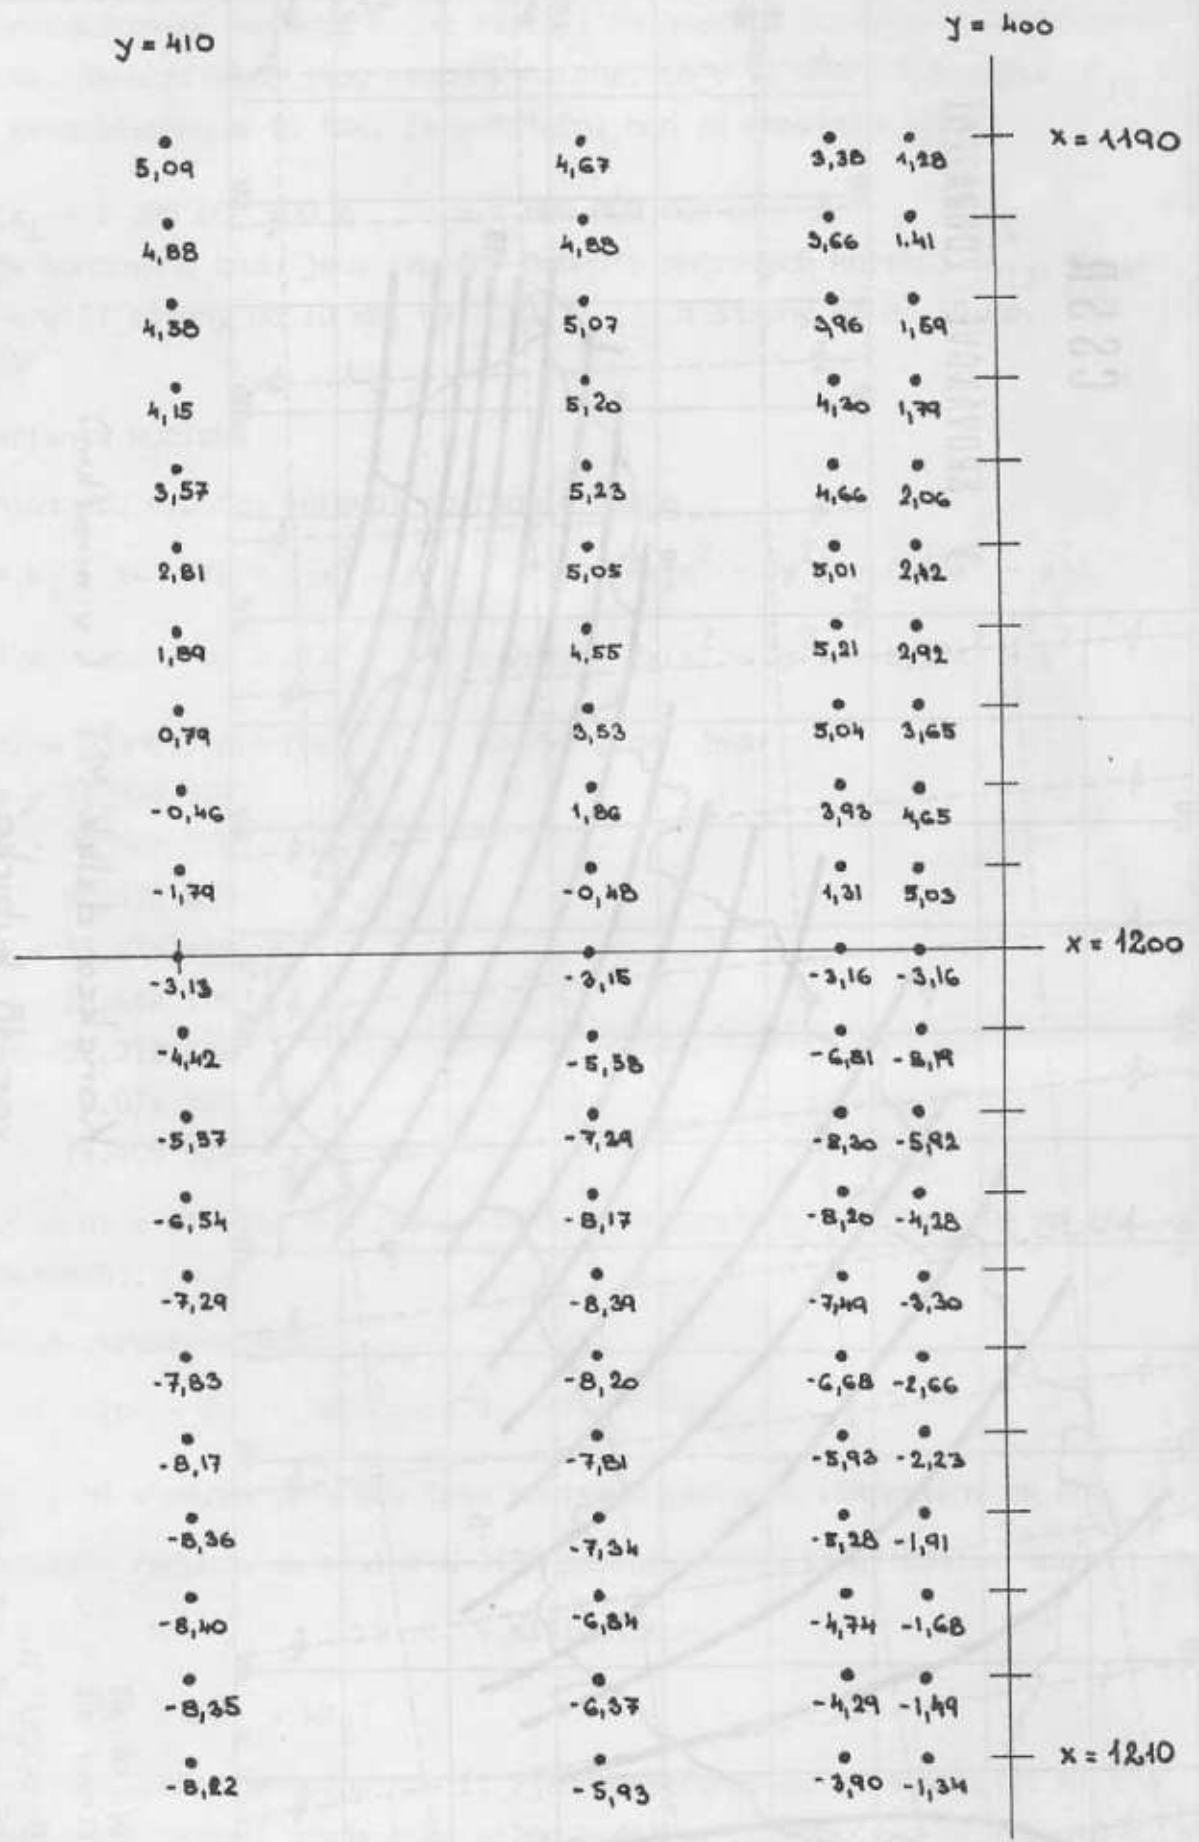 y = 410 y = 400
x = 1190
5,09 4,67 3,38 1,28
4,88 4,88 3,66 1.41
4,38 5,07 3,96 1,59
4,15 5,20 4,30 1,79
3,57 5,23 4,66 2,06
2,81 5,05 5,01 2,42
1,89 4,55 5,21 2,92
0,79 3,53 5,04 3,65
-0,46 1,86 3,93 4,65
-1,79 -0,48 1,31 5,03
x = 1200
-3,13 -3,15 -3,16 -3,16
-4,42 -5,38 -6,81 -8,19
-5,57 -7,29 -8,30 -5,92
-6,54 -8,17 -8,20 -4,28
-7,29 -8,39 -7,49 -3,30
-7,83 -8,20 -6,68 -2,66
-8,17 -7,81 -5,93 -2,23
-8,36 -7,34 -5,28 -1,91
-8,40 -6,84 -4,74 -1,68
-8,35 -6,37 -4,29 -1,49
x = 1210
-8,22 -5,93 -3,90 -1,34